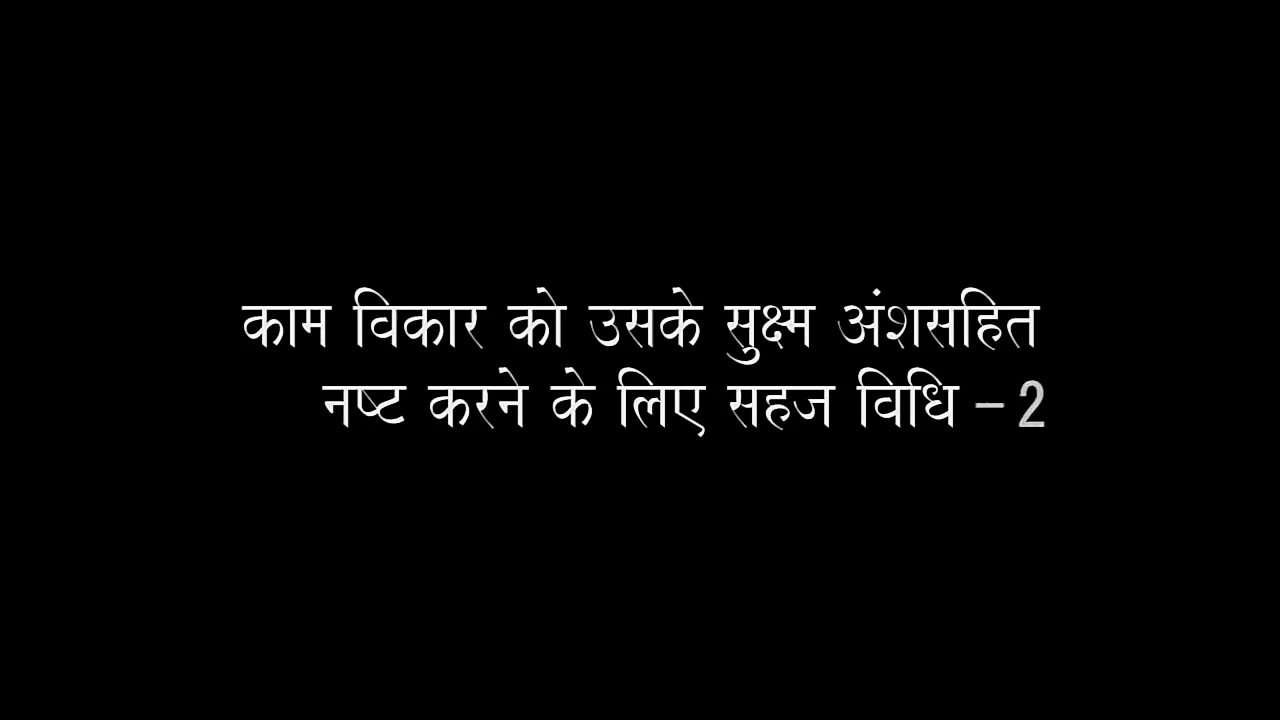 काम विकार को उसके सुक्ष्म अंशसहित
नष्ट करने के लिए सहज विधि – 2